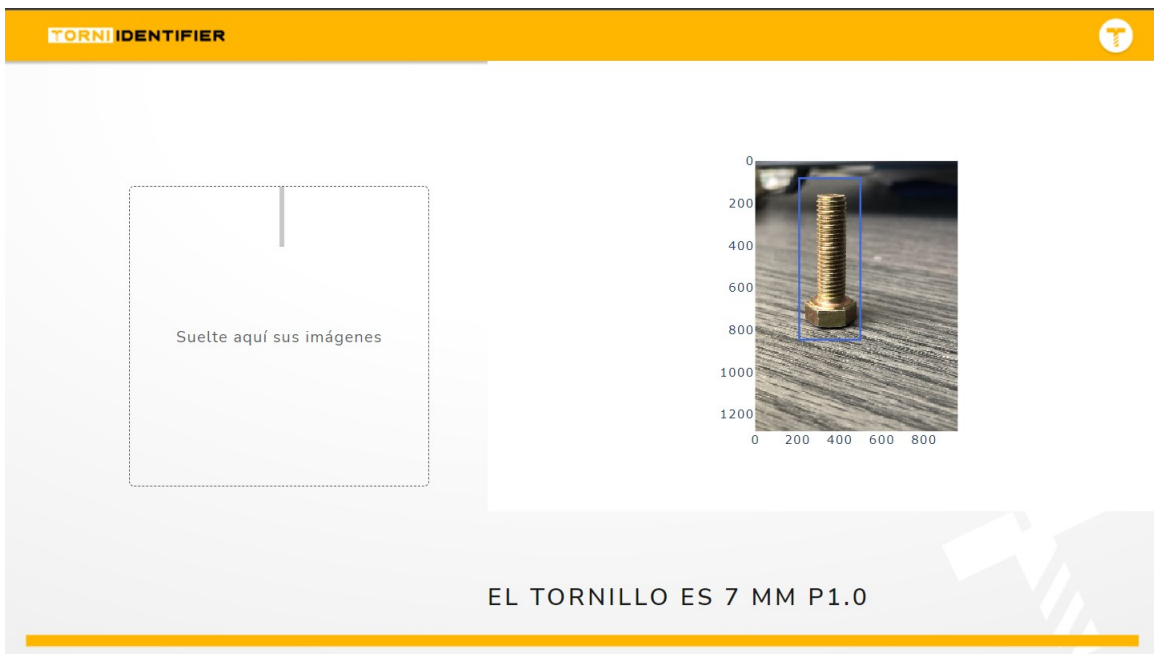 TORNI IDENTIFIER
Suelte aquí sus imágenes
0
200
400
600
800
1000
1200
0 200 400 600 800
EL TORNILLO ES 7 MM P1.0